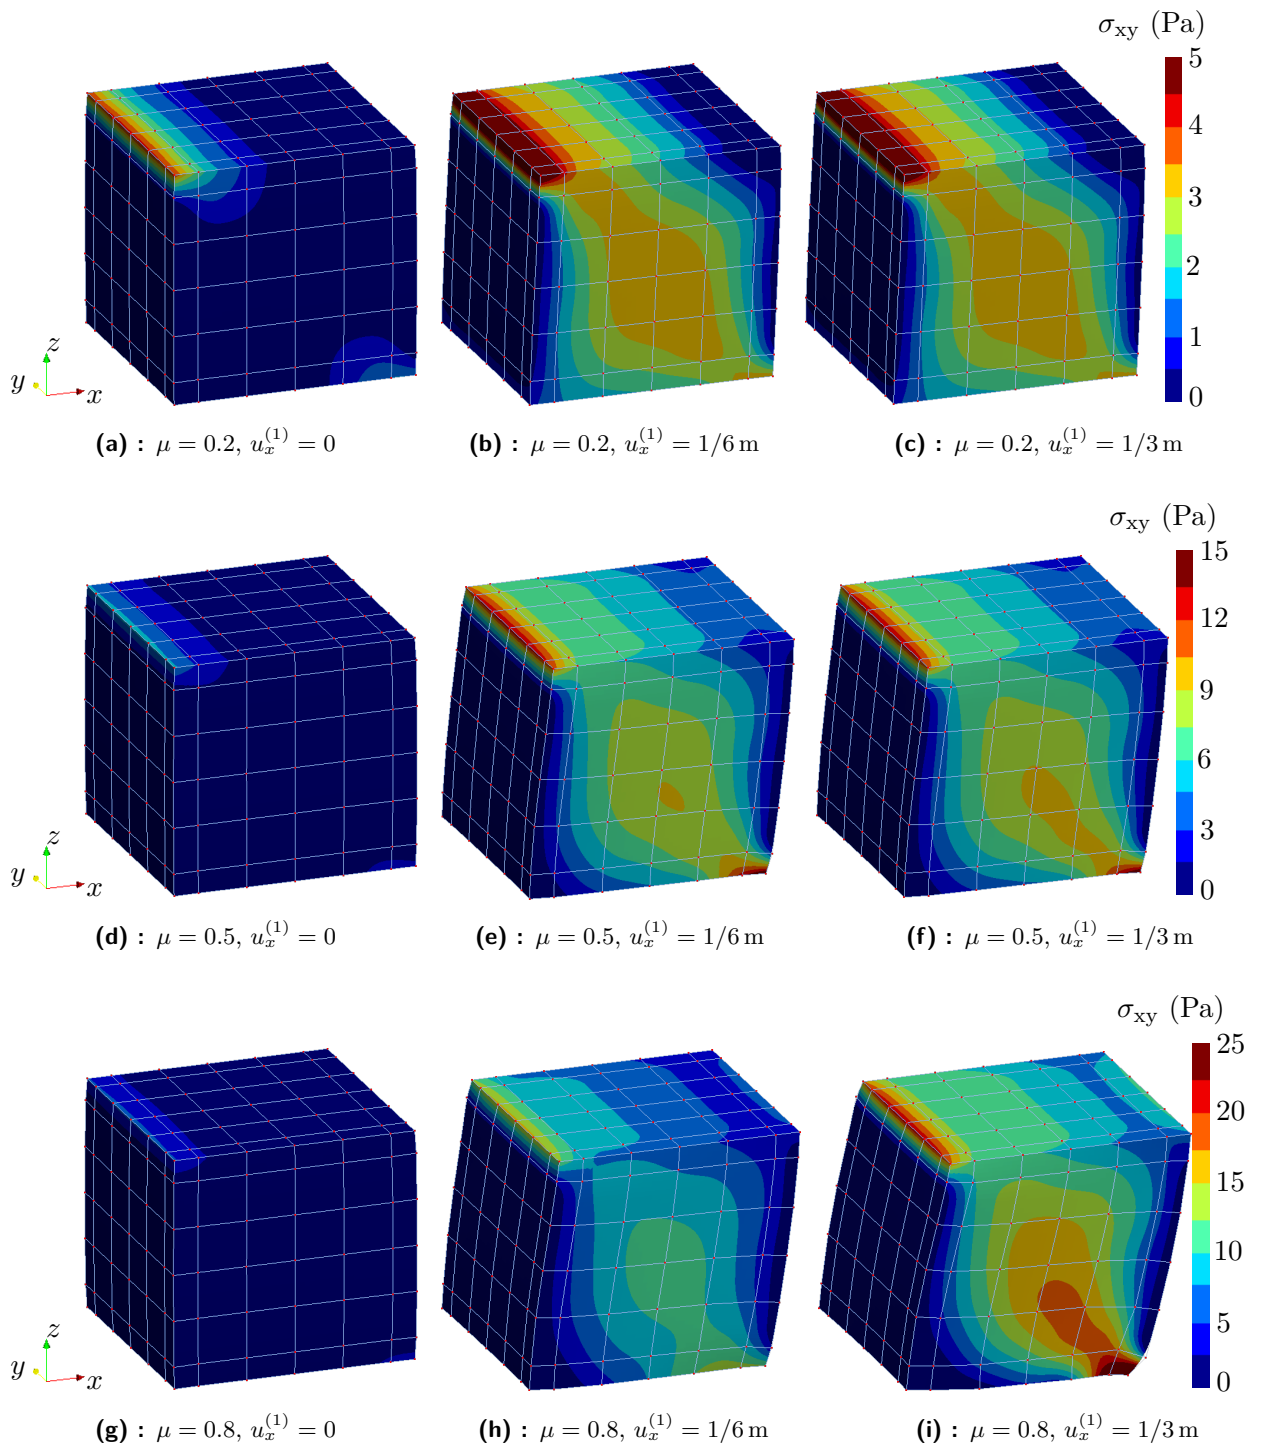 σxy (Pa)
5
4
3
2
1
0
z
y
x
(a) : μ = 0.2, u_x^(1) = 0
(b) : μ = 0.2, u_x^(1) = 1/6 m
(c) : μ = 0.2, u_x^(1) = 1/3 m
σxy (Pa)
15
12
9
6
3
0
z
y
x
(d) : μ = 0.5, u_x^(1) = 0
(e) : μ = 0.5, u_x^(1) = 1/6 m
(f) : μ = 0.5, u_x^(1) = 1/3 m
σxy (Pa)
25
20
15
10
5
0
z
y
x
(g) : μ = 0.8, u_x^(1) = 0
(h) : μ = 0.8, u_x^(1) = 1/6 m
(i) : μ = 0.8, u_x^(1) = 1/3 m